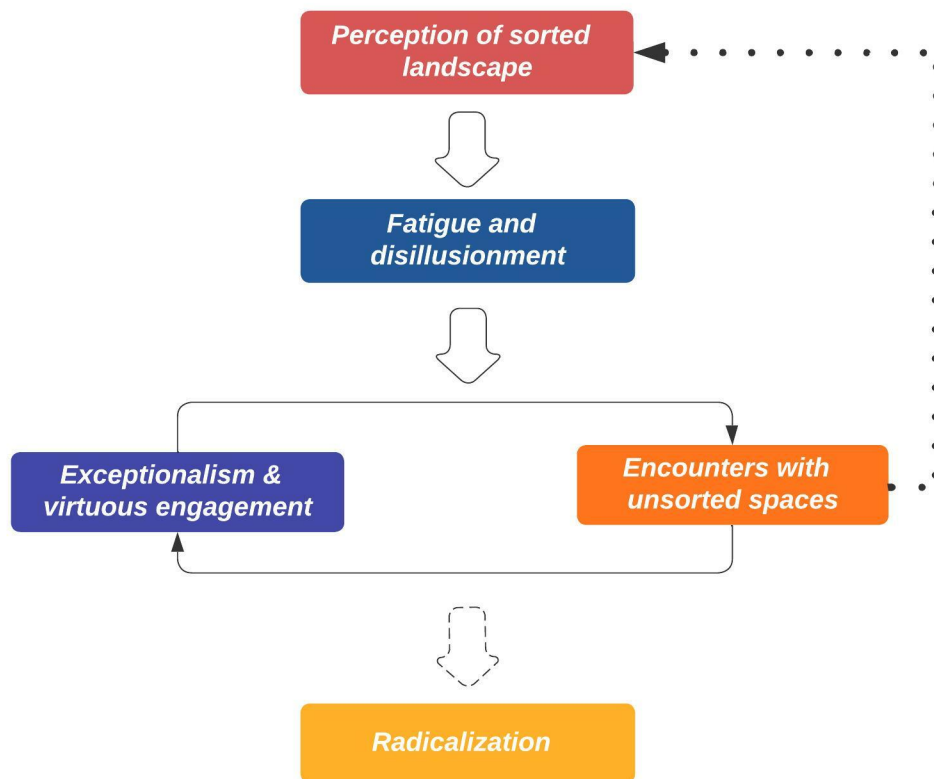 Perception of sorted
landscape
Fatigue and
disillusionment
Exceptionalism &
virtuous engagement
Encounters with
unsorted spaces
Radicalization